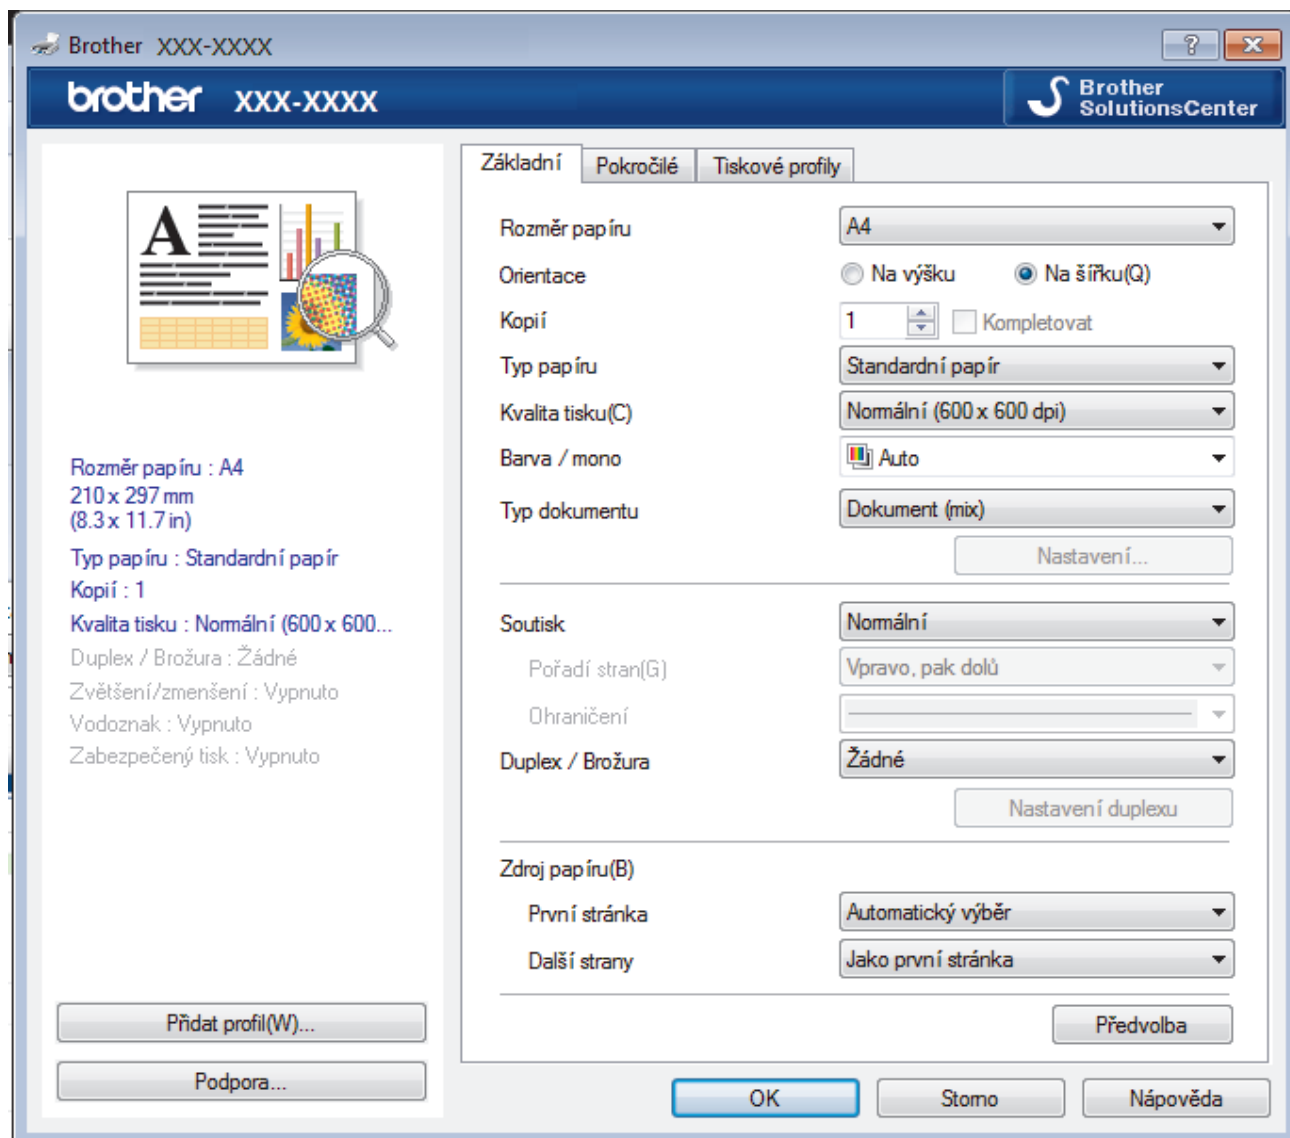 Brother XXX-XXXX
brother XXX-XXXX
Brother
SolutionsCenter
A
Rozměr papíru : A4
210 x 297 mm
(8.3 x 11.7 in)
Typ papíru : Standardní papír
Kopií : 1
Kvalita tisku : Normální (600 x 600...
Duplex / Brožura : Žádné
Zvětšení/zmenšení : Vypnuto
Vodoznak : Vypnuto
Zabezpečený tisk : Vypnuto
Přidat profil(W)...
Podpora...
Základní Pokročilé Tiskové profily
Rozměr papíru A4
Orientace Na výšku Na šířku(Q)
Kopií 1 Kompletovat
Typ papíru Standardní papír
Kvalita tisku(C) Normální (600 x 600 dpi)
Barva / mono Auto
Typ dokumentu Dokument (mix)
Nastavení...
Soutisk Normální
Pořadí stran(G) Vpravo, pak dolů
Ohraničení
Duplex / Brožura Žádné
Nastavení duplexu
Zdroj papíru(B)
První stránka Automatický výběr
Další strany Jako první stránka
Předvolba
OK Storno Nápověda